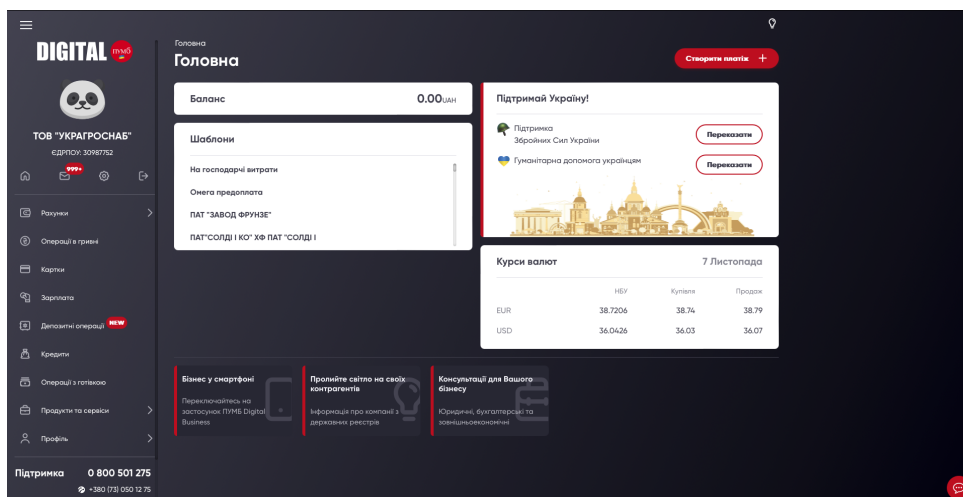 DIGITAL ПУМБ
ТОВ "УКРАГРОСНАБ"
ЄДРПОУ: 30987752
999+
Рахунки
Операції в гривні
Картки
Зарплата
Депозитні операції NEW
Кредити
Операції з готівкою
Продукти та сервіси
Профіль
Підтримка 0 800 501 275
+380 (73) 050 12 75
Головна
Головна
Створити платіж +
Баланс 0.00 UAH
Шаблони
На господарчі витрати
Омега предоплата
ПАТ "ЗАВОД ФРУНЗЕ"
ПАТ"СОЛДІ І КО" ХФ ПАТ "СОЛДІ І
Підтримай Україну!
Підтримка
Збройних Сил України
Переказати
Гуманітарна допомога українцям
Переказати
Курси валют 7 Листопада
НБУ Купівля Продаж
EUR 38.7206 38.74 38.79
USD 36.0426 36.03 36.07
Бізнес у смартфоні
Переключайтесь на
застосунок ПУМБ Digital
Business
Пролийте світло на своїх
контрагентів
Інформація про компанії з
державних реєстрів
Консультації для Вашого
бізнесу
Юридичні, бухгалтерські та
зовнішньоекономічні